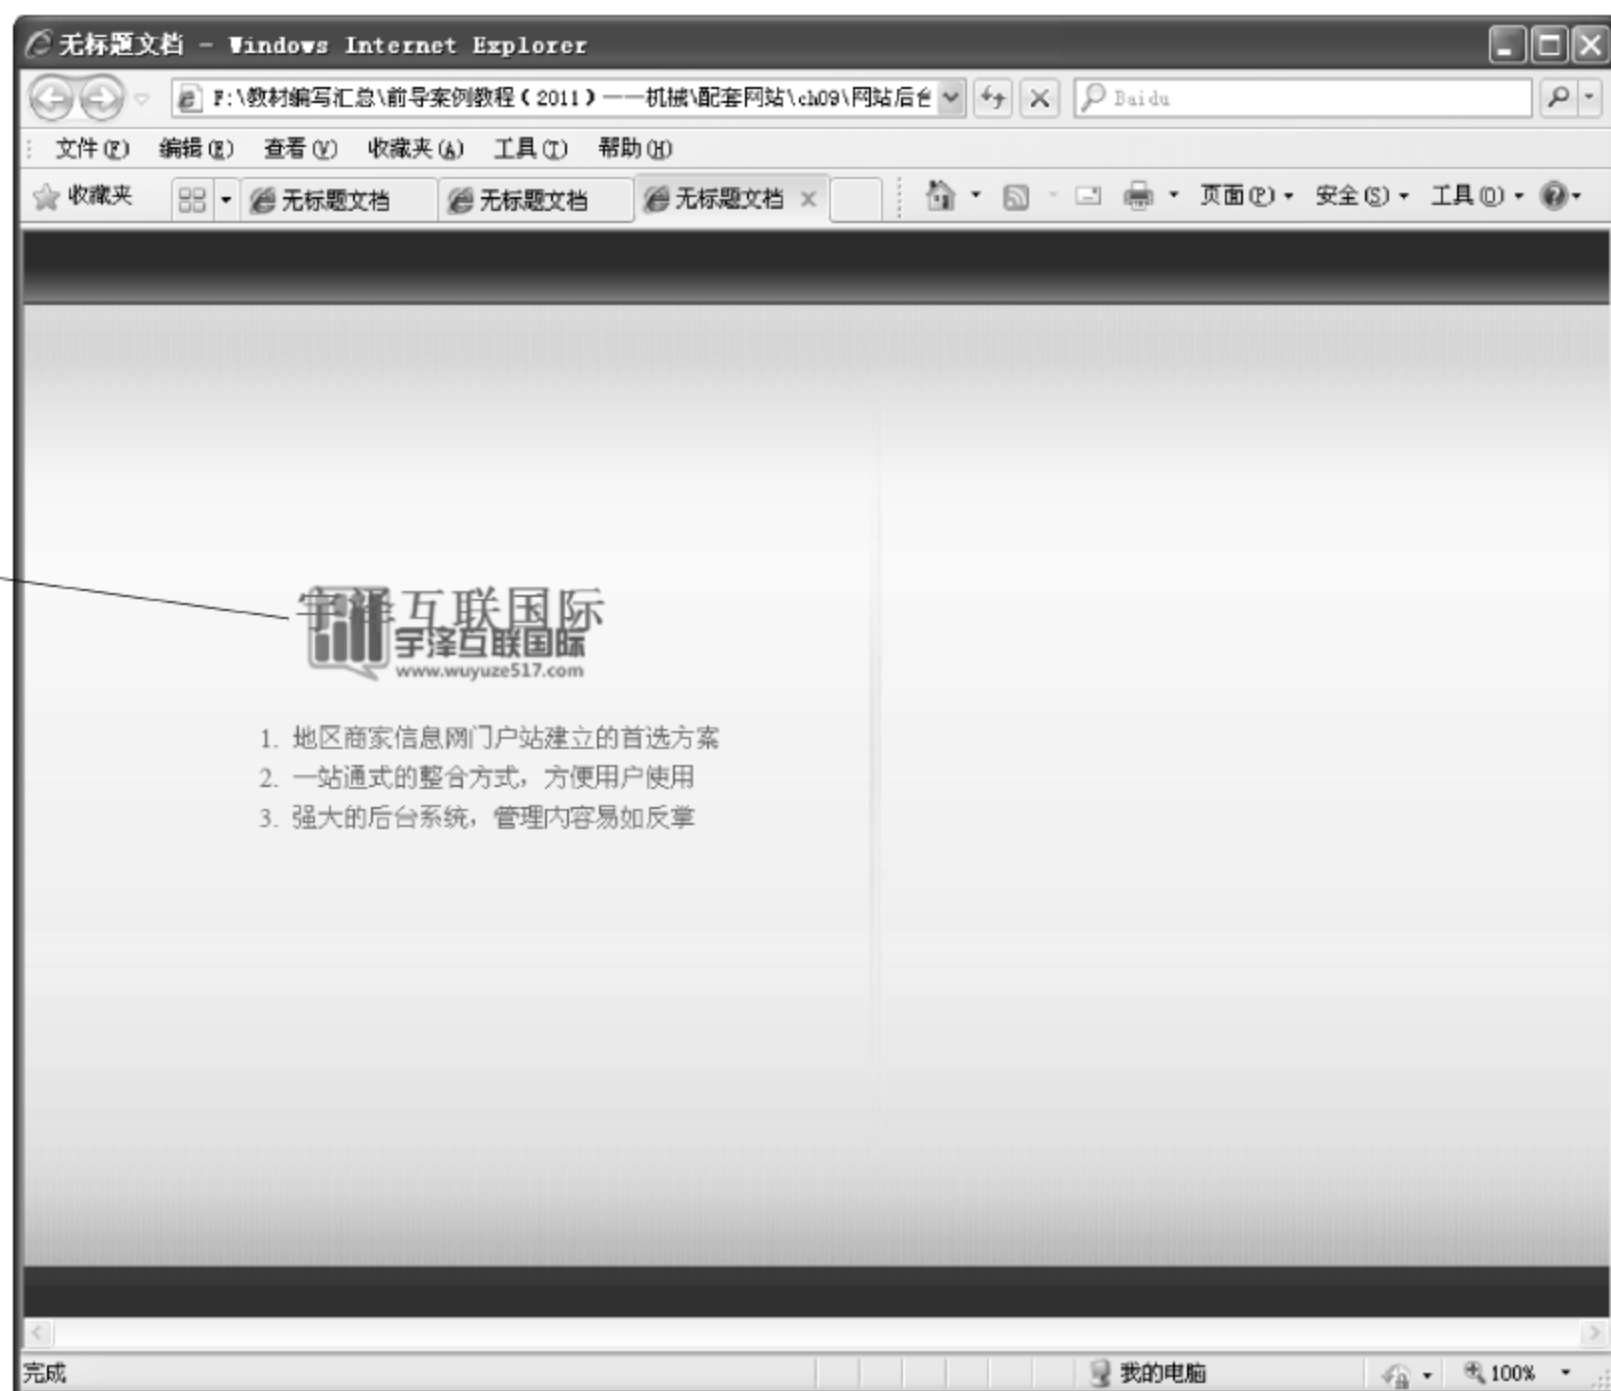 无标题文档 - Windows Internet Explorer
F:\教材编写汇总\前导案例教程（2011）——机械\配套网站\ch09\网站后台
Baidu
文件(F) 编辑(E) 查看(V) 收藏夹(A) 工具(T) 帮助(H)
收藏夹 无标题文档 无标题文档 无标题文档 页面(P) 安全(S) 工具(O)
宇泽互联国际
宇泽互联国际
www.wuyuze517.com
1. 地区商家信息网门户站建立的首选方案
2. 一站通式的整合方式，方便用户使用
3. 强大的后台系统，管理内容易如反掌
完成 我的电脑 100%